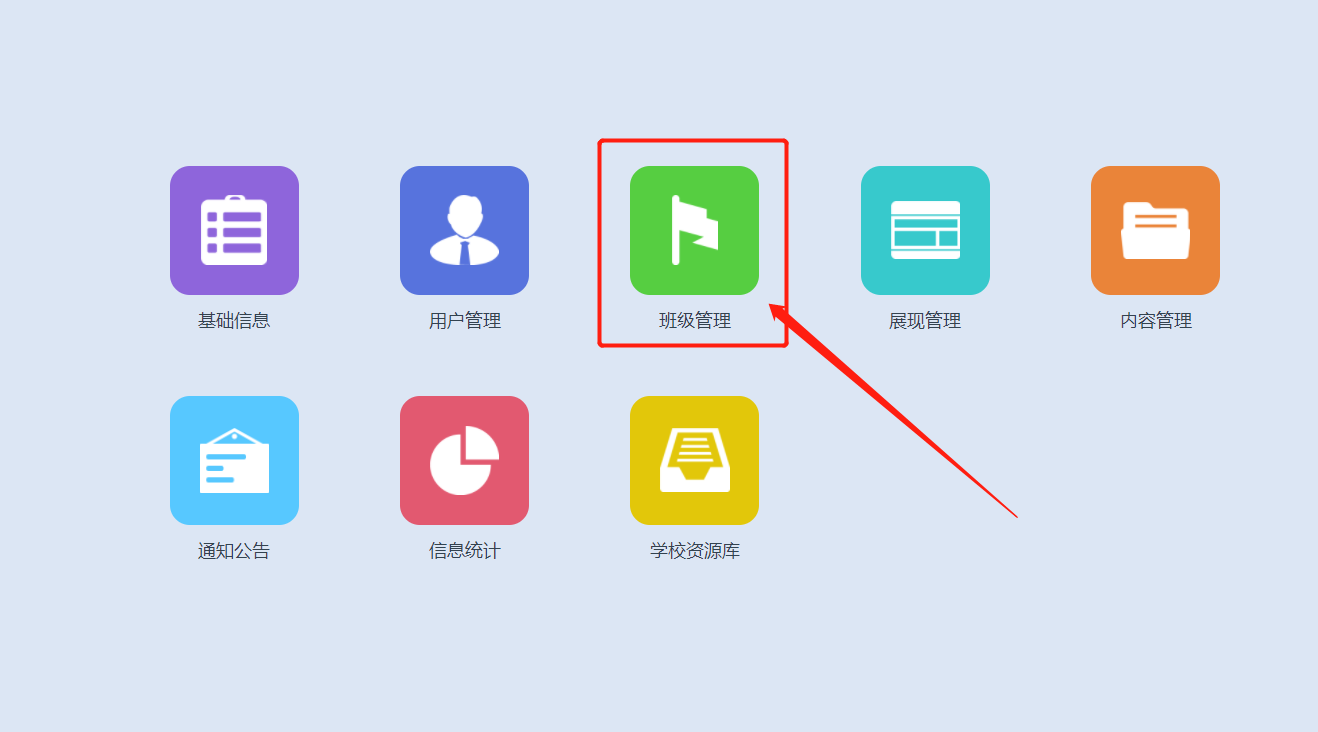 基础信息
用户管理
班级管理
展现管理
内容管理
通知公告
信息统计
学校资源库